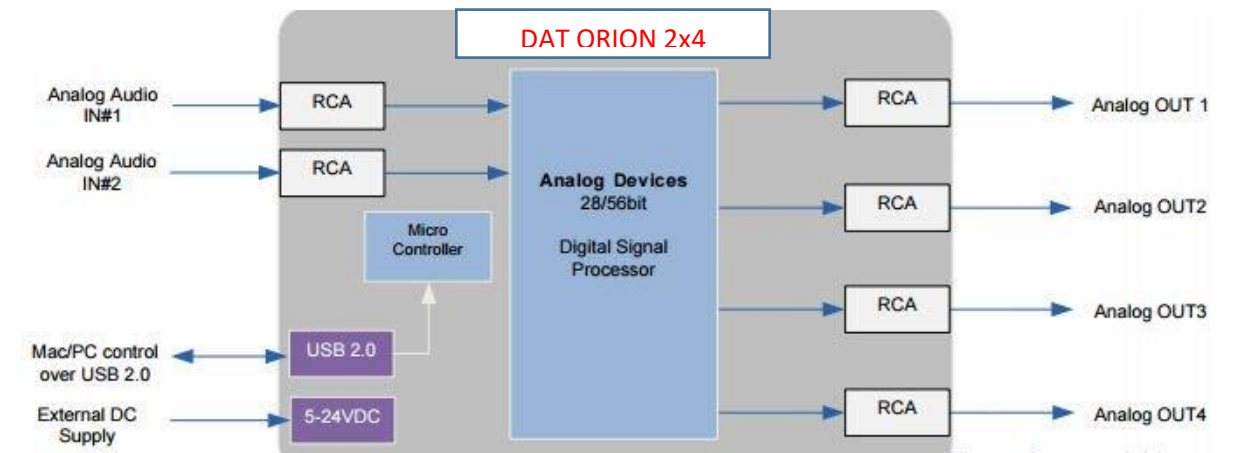 DAT ORION 2x4
Analog Audio
IN#1
RCA
RCA
Analog OUT 1
Analog Audio
IN#2
RCA
Analog Devices
28/56bit
Digital Signal
Processor
RCA
Analog OUT2
Micro
Controller
RCA
Analog OUT3
Mac/PC control
over USB 2.0
USB 2.0
External DC
Supply
5-24VDC
RCA
Analog OUT4